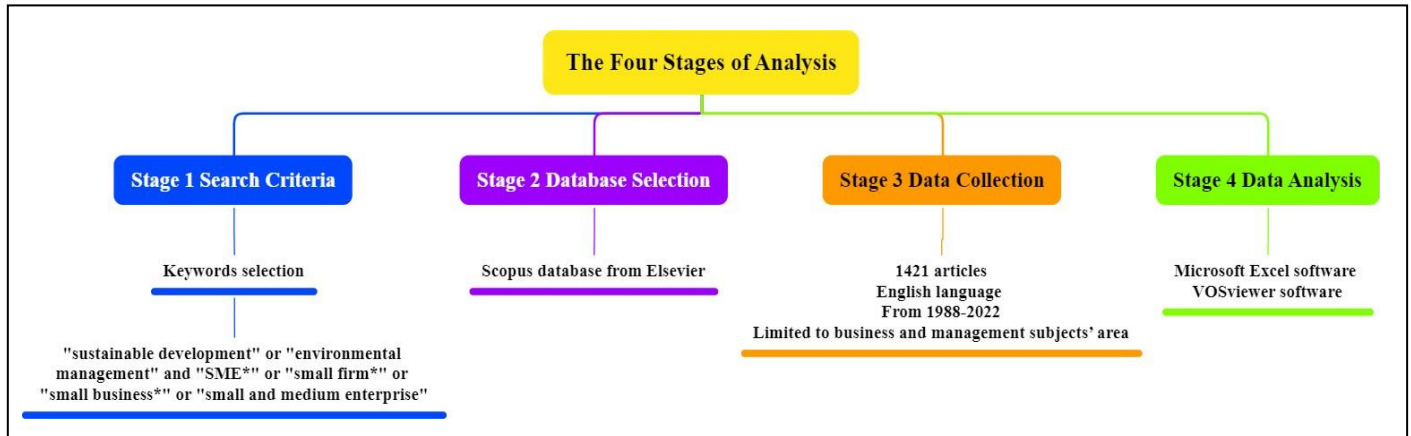 The Four Stages of Analysis
Stage 1 Search Criteria
Keywords selection
"sustainable development" or "environmental
management" and "SME*" or "small firm*" or
"small business*" or "small and medium enterprise"
Stage 2 Database Selection
Scopus database from Elsevier
Stage 3 Data Collection
1421 articles
English language
From 1988-2022
Limited to business and management subjects’ area
Stage 4 Data Analysis
Microsoft Excel software
VOSviewer software